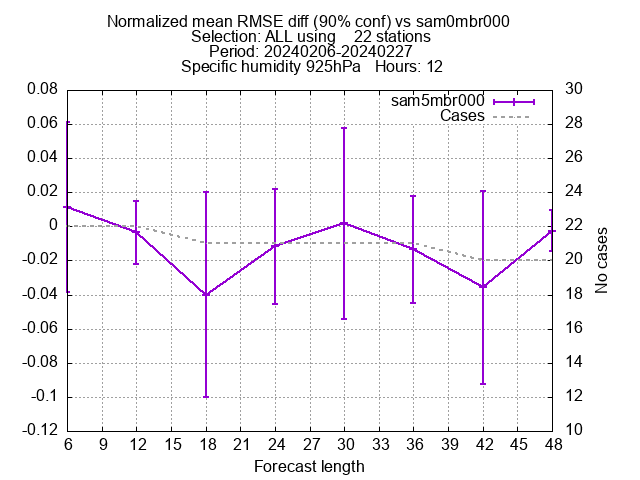 Normalized mean RMSE diff (90% conf) vs sam0mbr000
Selection: ALL using    22 stations
Period: 20240206-20240227
Specific humidity 925hPa   Hours: 12
sam5mbr000
Cases
0.08
0.06
0.04
0.02
0
-0.02
-0.04
-0.06
-0.08
-0.1
-0.12
30
28
26
24
22
20
18
16
14
12
10
No cases
6 9 12 15 18 21 24 27 30 33 36 39 42 45 48
Forecast length